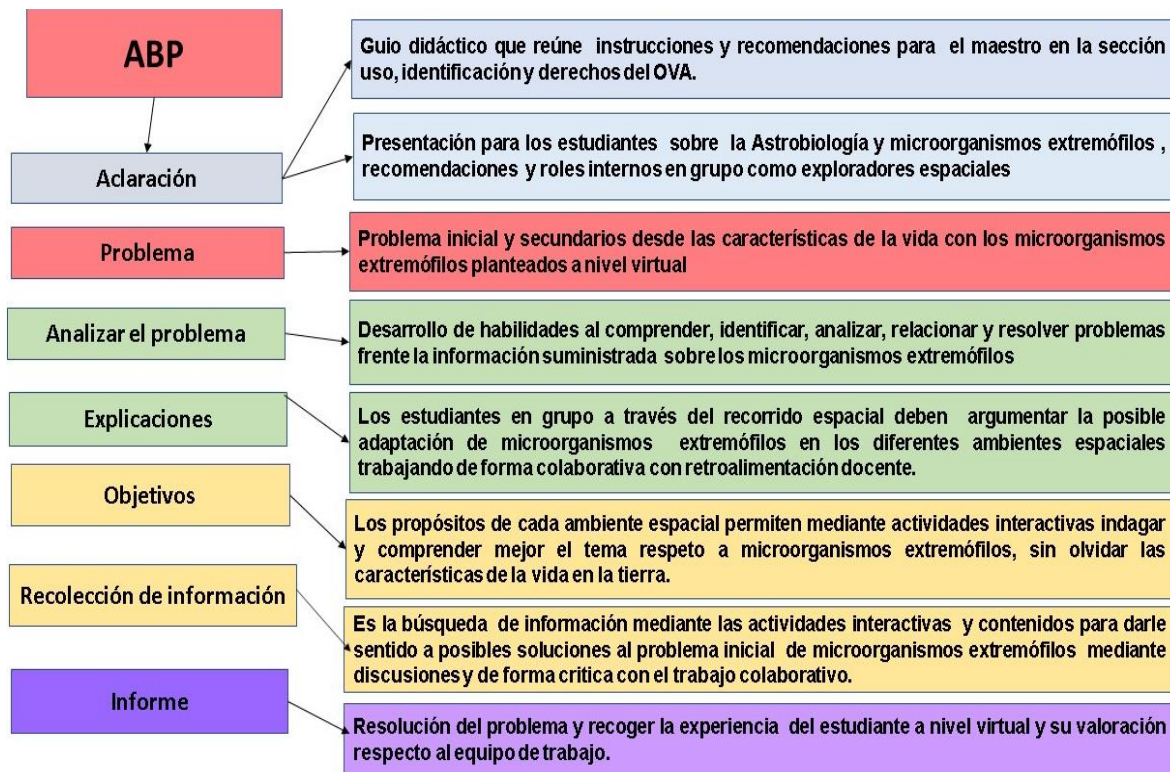 ABP
Guio didáctico que reúne instrucciones y recomendaciones para el maestro en la sección
uso, identificación y derechos del OVA.
Aclaración
Presentación para los estudiantes sobre la Astrobiología y microorganismos extremófilos ,
recomendaciones y roles internos en grupo como exploradores espaciales
Problema
Problema inicial y secundarios desde las características de la vida con los microorganismos
extremófilos planteados a nivel virtual
Analizar el problema
Desarrollo de habilidades al comprender, identificar, analizar, relacionar y resolver problemas
frente la información suministrada sobre los microorganismos extremófilos
Explicaciones
Los estudiantes en grupo a través del recorrido espacial deben argumentar la posible
adaptación de microorganismos extremófilos en los diferentes ambientes espaciales
trabajando de forma colaborativa con retroalimentación docente.
Objetivos
Los propósitos de cada ambiente espacial permiten mediante actividades interactivas indagar
y comprender mejor el tema respeto a microorganismos extremófilos, sin olvidar las
características de la vida en la tierra.
Recolección de información
Es la búsqueda de información mediante las actividades interactivas y contenidos para darle
sentido a posibles soluciones al problema inicial de microorganismos extremófilos mediante
discusiones y de forma critica con el trabajo colaborativo.
Informe
Resolución del problema y recoger la experiencia del estudiante a nivel virtual y su valoración
respecto al equipo de trabajo.